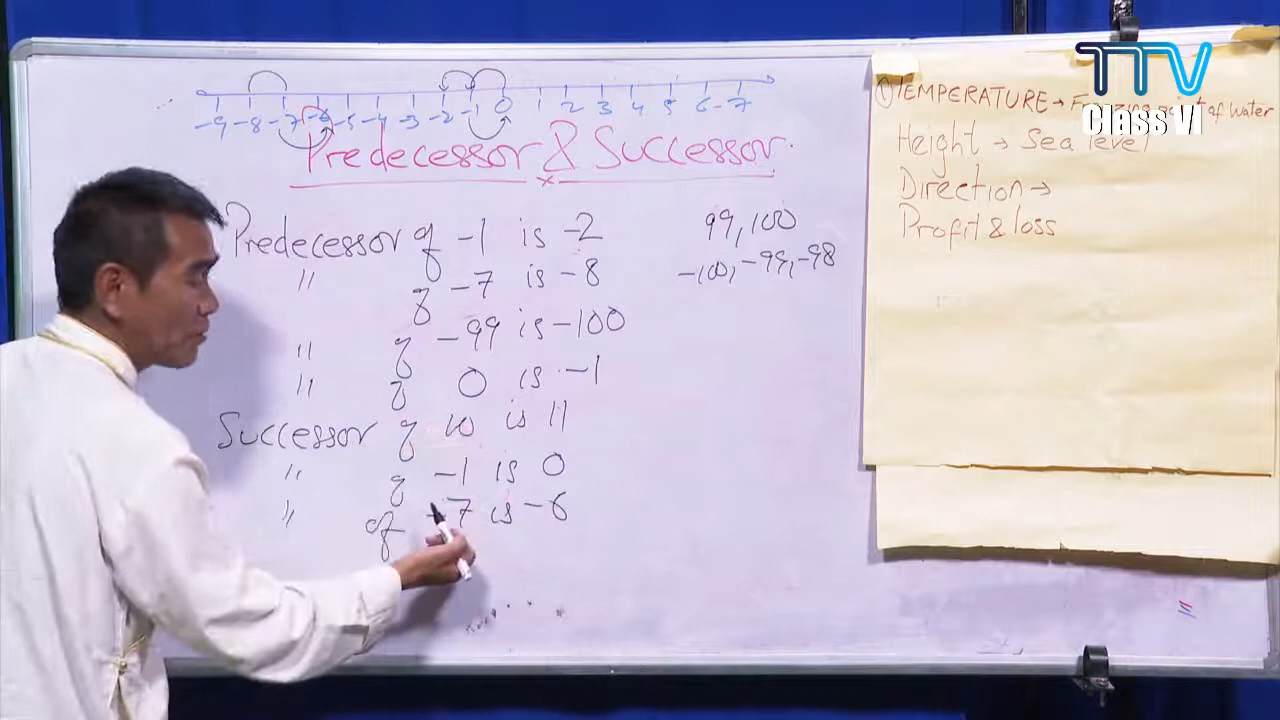 -9 -8 -7 -6 -5 -4 -3 -2 -1 0 1 2 3 4 5 6 7
Predecessor & Successor.
Predecessor of -1 is -2
" of -7 is -8
" of -99 is -100
" of 0 is -1
Successor of 10 is 11
" of -1 is 0
" of -7 is -6
99, 100
-100, -99, -98
TTV
Class VI
① TEMPERATURE → Freezing point of water
Height → Sea level
Direction →
Profit & loss